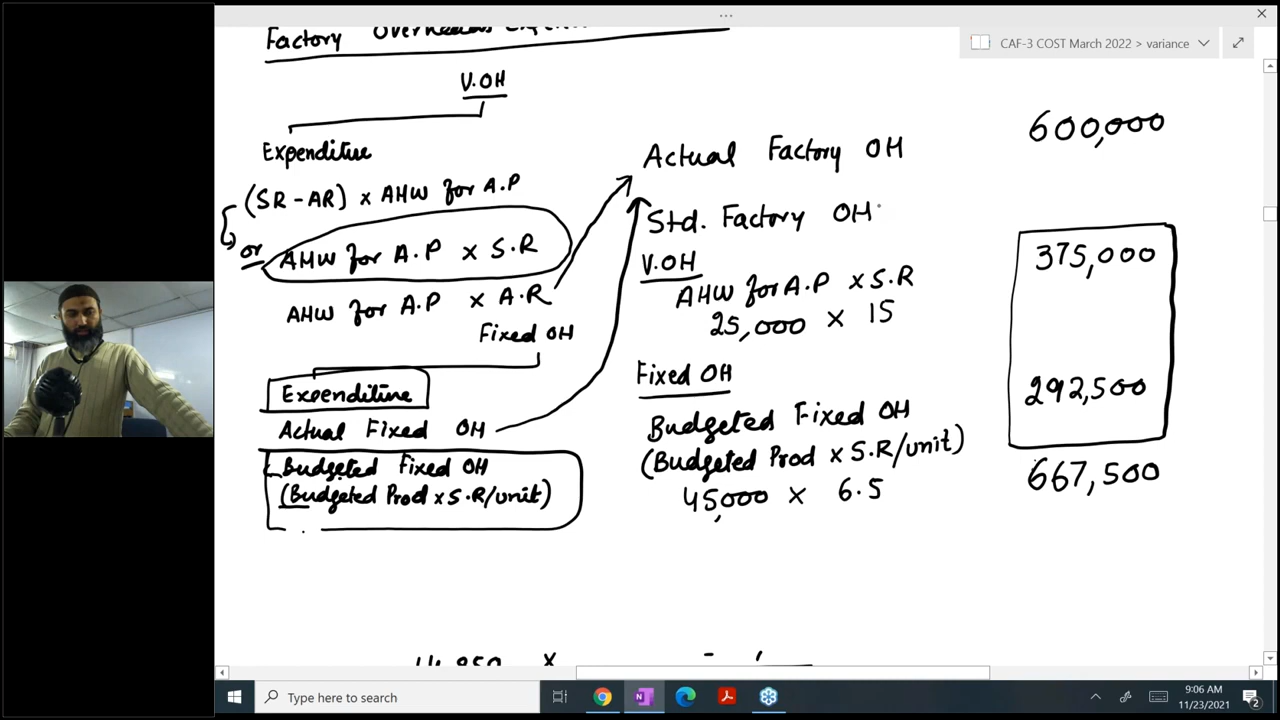 CAF-3 COST March 2022 > variance
Factory Overheads
V.OH
Expenditure
(SR - AR) x AHW for A.P
or AHW for A.P x S.R
AHW for A.P x A.R
Fixed OH
Expenditure
Actual Fixed OH
Budgeted Fixed OH
(Budgeted Prod x S.R/unit)
Actual Factory OH 600,000
Std. Factory OH
V.OH
AHW for A.P x S.R 375,000
25,000 x 15
Fixed OH
Budgeted Fixed OH 292,500
(Budgeted Prod x S.R/unit)
45,000 x 6.5 667,500
Type here to search
9:06 AM
11/23/2021
2